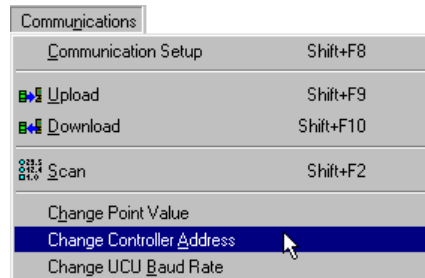 Communications
Communication Setup Shift+F8
Upload Shift+F9
Download Shift+F10
Scan Shift+F2
Change Point Value
Change Controller Address
Change UCU Baud Rate